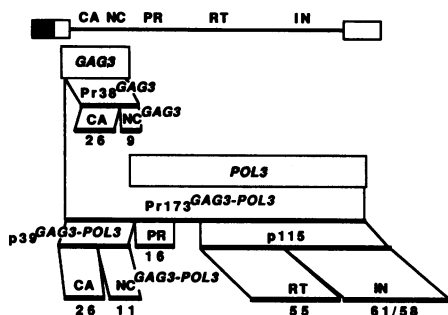 CA NC PR RT IN
GAG3
Pr38GAG3
CA NCGAG3
26 9
POL3
Pr173GAG3-POL3
p39GAG3-POL3 PR p115
16
CA NCGAG3-POL3 RT IN
26 11 55 61/58